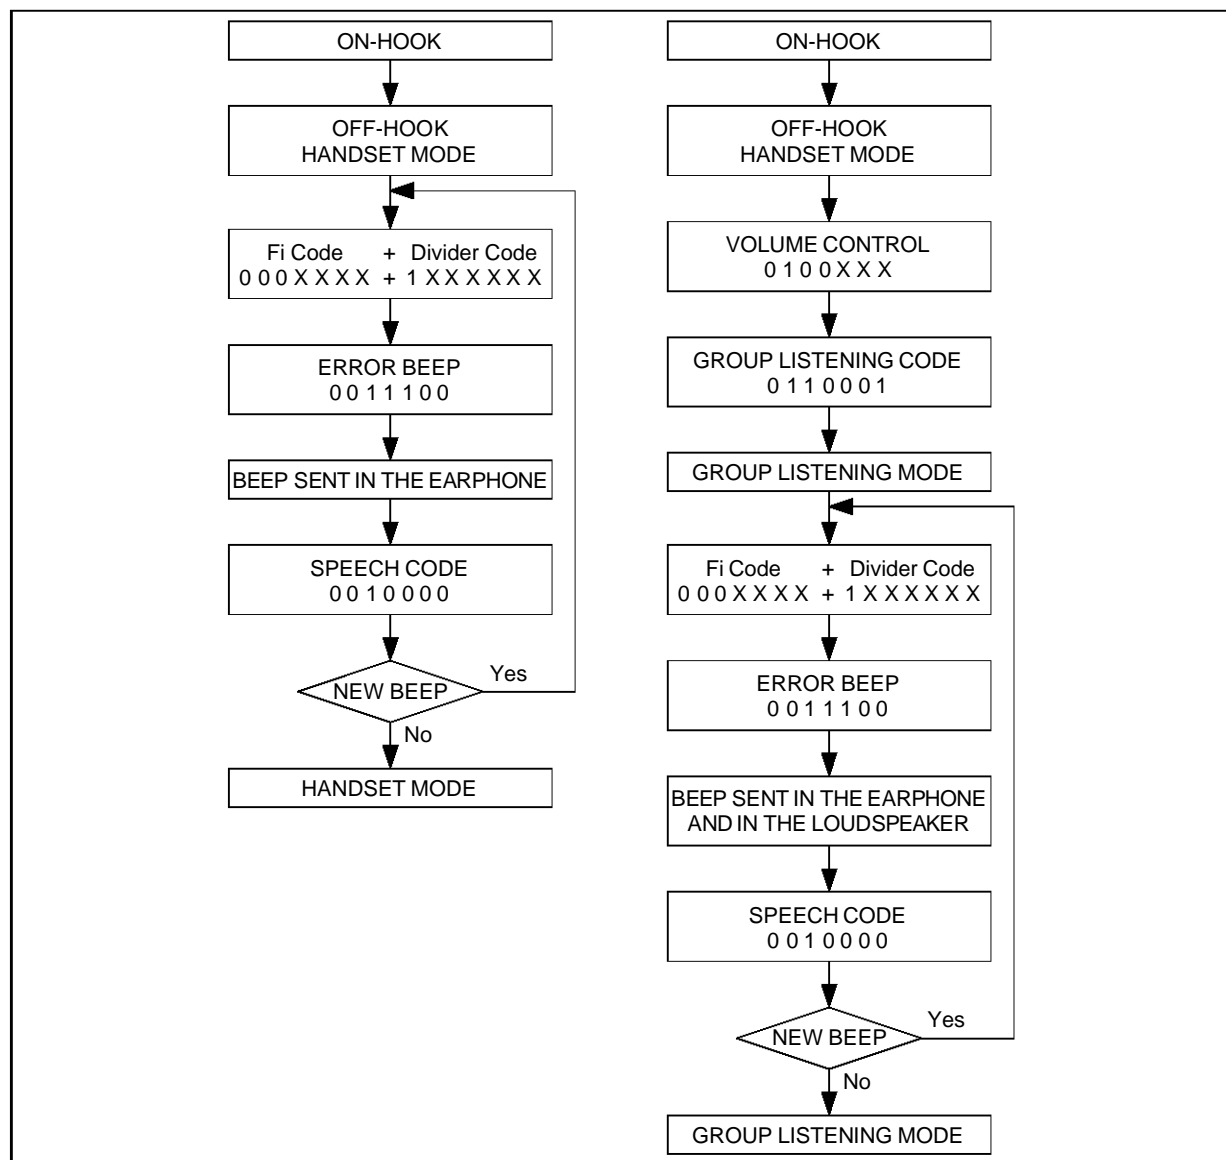 ON-HOOK
OFF-HOOK
HANDSET MODE
Fi Code + Divider Code
0 0 0 X X X X + 1 X X X X X X
ERROR BEEP
0 0 1 1 1 0 0
BEEP SENT IN THE EARPHONE
SPEECH CODE
0 0 1 0 0 0 0
NEW BEEP
Yes
No
HANDSET MODE
ON-HOOK
OFF-HOOK
HANDSET MODE
VOLUME CONTROL
0 1 0 0 X X X
GROUP LISTENING CODE
0 1 1 0 0 0 1
GROUP LISTENING MODE
Fi Code + Divider Code
0 0 0 X X X X + 1 X X X X X X
ERROR BEEP
0 0 1 1 1 0 0
BEEP SENT IN THE EARPHONE
AND IN THE LOUDSPEAKER
SPEECH CODE
0 0 1 0 0 0 0
NEW BEEP
Yes
No
GROUP LISTENING MODE